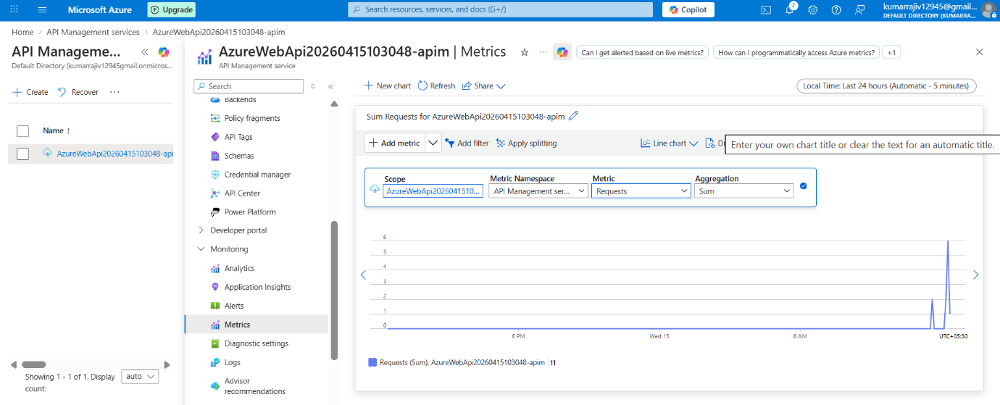 Microsoft Azure
Upgrade
Search resources, services, and docs (G+/)
Copilot
2
kumarrajiv12945@gmail...
DEFAULT DIRECTORY (KUMARRA...
Home > API Management services > AzureWebApi20260415103048-apim
API Manageme...
Default Directory (kumarrajiv12945gmail.onmicros...
Create
Recover
...
Name ↑
AzureWebApi20260415103048-api
Showing 1 - 1 of 1. Display
count:
auto
AzureWebApi20260415103048-apim | Metrics
API Management service
Can I get alerted based on live metrics?
How can I programmatically access Azure metrics?
+1
Search
Backends
Policy fragments
API Tags
Schemas
Credential manager
API Center
Power Platform
Developer portal
Monitoring
Analytics
Application Insights
Alerts
Metrics
Diagnostic settings
Logs
Advisor
recommendations
New chart
Refresh
Share
Local Time: Last 24 hours (Automatic - 5 minutes)
Sum Requests for AzureWebApi20260415103048-apim
Add metric
Add filter
Apply splitting
Line chart
Enter your own chart title or clear the text for an automatic title.
Scope
Metric Namespace
Metric
Aggregation
AzureWebApi2026041510...
API Management ser...
Requests
Sum
6
5
4
3
2
1
0
6 PM
Wed 15
6 AM
UTC+05:30
Requests (Sum), AzureWebApi20260415103048-apim | 11